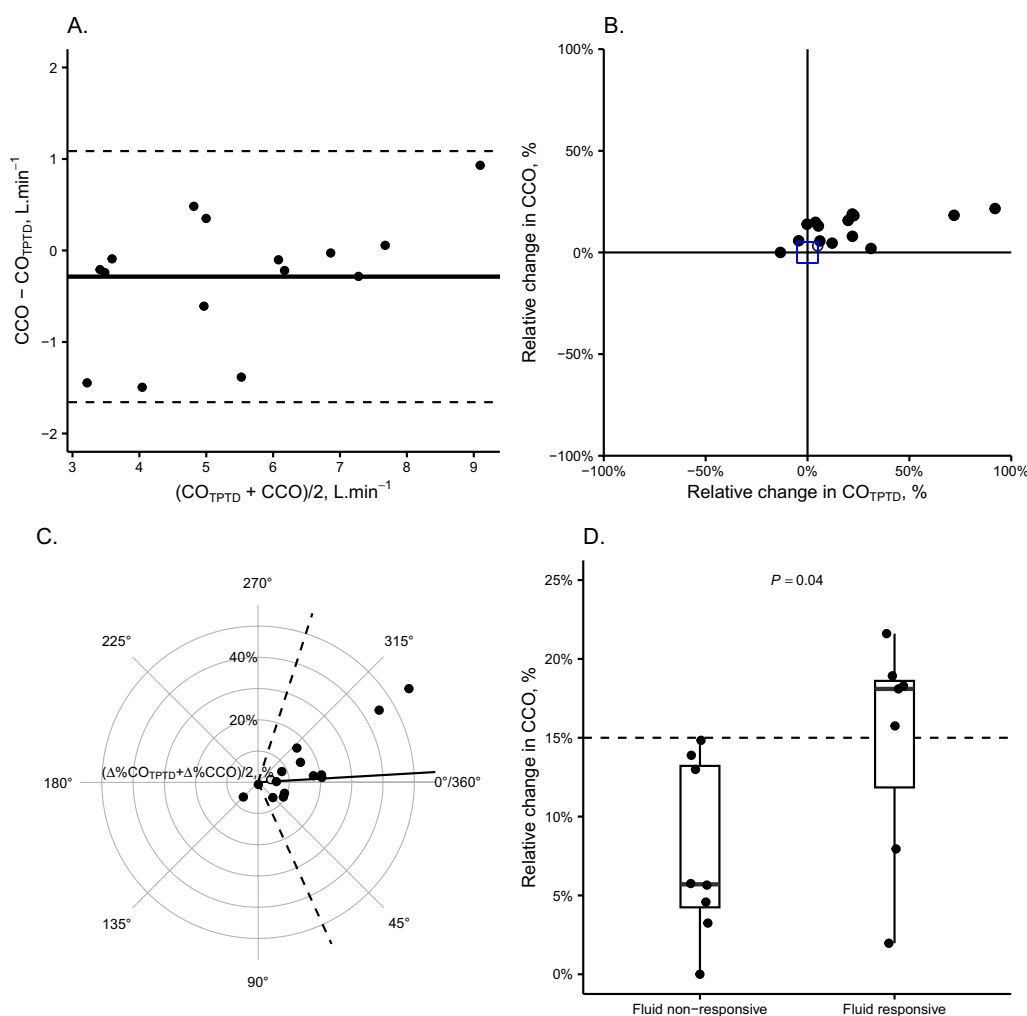 A.
2
1
0
−1
−2
3 4 5 6 7 8 9
CCO − CO_TPTD, L.min⁻¹
(CO_TPTD + CCO)/2, L.min⁻¹
B.
100%
50%
0%
−50%
−100%
−100% −50% 0% 50% 100%
Relative change in CCO, %
Relative change in CO_TPTD, %
C.
270°
225° 315°
40%
20%
(Δ%CO_TPTD+Δ%CCO)/2, %
180° 0°/360°
135° 45°
90°
D.
P = 0.04
25%
20%
15%
10%
5%
0%
Relative change in CCO, %
Fluid non−responsive Fluid responsive